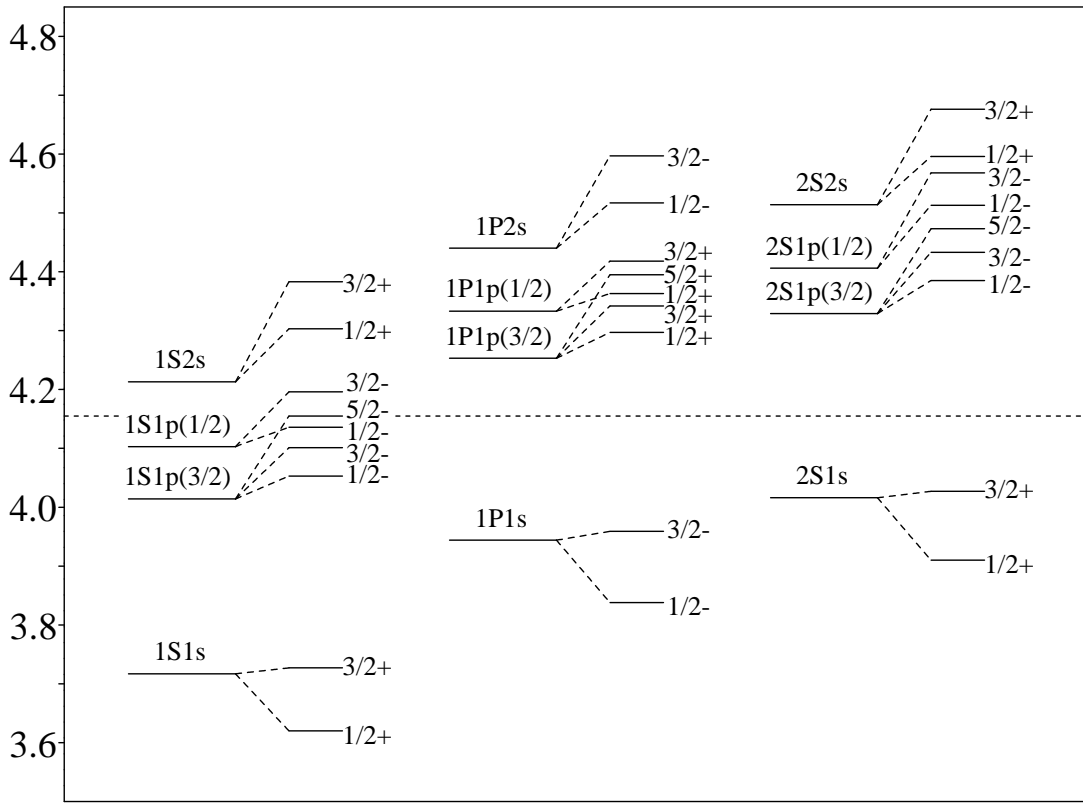 4.8
4.6
4.4
4.2
4.0
3.8
3.6
1S2s
3/2+
1/2+
1S1p(1/2)
3/2-
1/2-
1S1p(3/2)
5/2-
3/2-
1/2-
1S1s
3/2+
1/2+
1P2s
3/2-
1/2-
1P1p(1/2)
3/2+
1/2+
1P1p(3/2)
5/2+
3/2+
1/2+
1P1s
3/2-
1/2-
2S2s
3/2+
1/2+
2S1p(1/2)
3/2-
1/2-
2S1p(3/2)
5/2-
3/2-
1/2-
2S1s
3/2+
1/2+